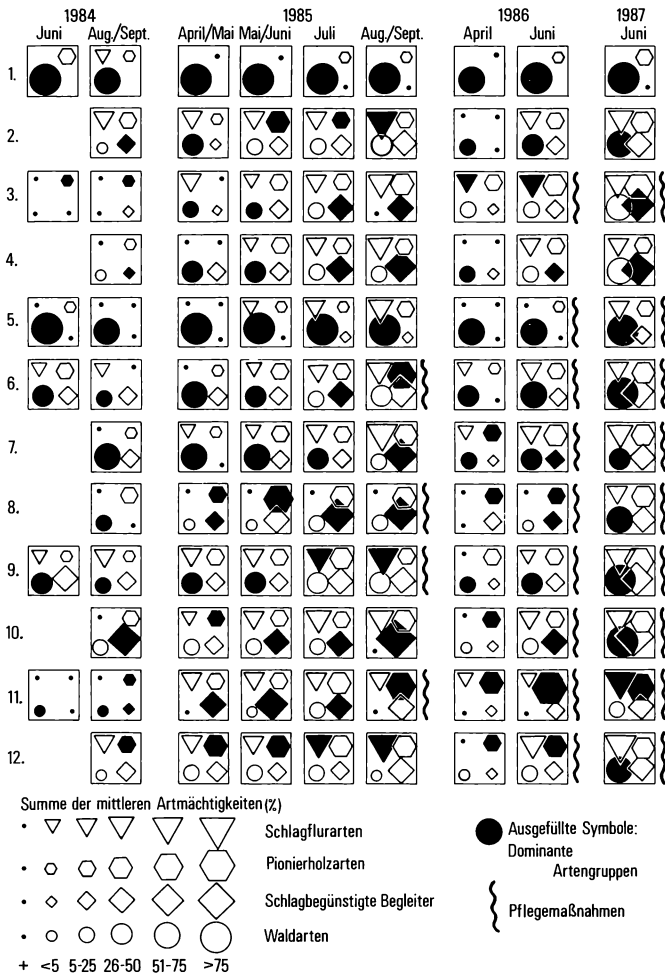 1984 1985 1986 1987
Juni Aug./Sept. April/Mai Mai/Juni Juli Aug./Sept. April Juni Juni
1.
2.
3.
4.
5.
6.
7.
8.
9.
10.
11.
12.
Summe der mittleren Artmächtigkeiten (%)
Schlagflurarten
Pionierholzarten
Schlagbegünstigte Begleiter
Waldarten
+ <5 5-25 26-50 51-75 >75
Ausgefüllte Symbole:
Dominante
Artengruppen
Pflegemaßnahmen